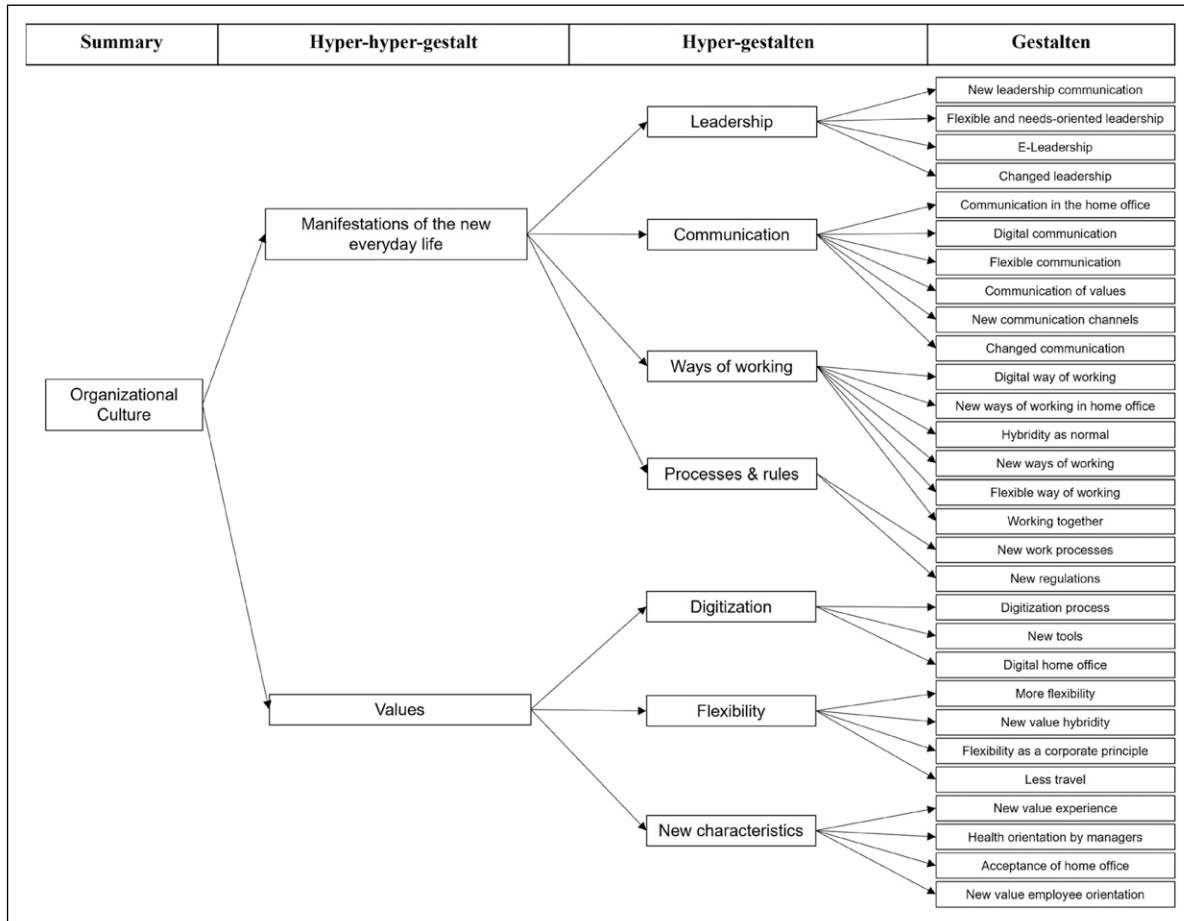 Summary
Hyper-hyper-gestalt
Hyper-gestalten
Gestalten
Organizational
Culture
Manifestations of the new
everyday life
Values
Leadership
Communication
Ways of working
Processes & rules
Digitization
Flexibility
New characteristics
New leadership communication
Flexible and needs-oriented leadership
E-Leadership
Changed leadership
Communication in the home office
Digital communication
Flexible communication
Communication of values
New communication channels
Changed communication
Digital way of working
New ways of working in home office
Hybridity as normal
New ways of working
Flexible way of working
Working together
New work processes
New regulations
Digitization process
New tools
Digital home office
More flexibility
New value hybridity
Flexibility as a corporate principle
Less travel
New value experience
Health orientation by managers
Acceptance of home office
New value employee orientation